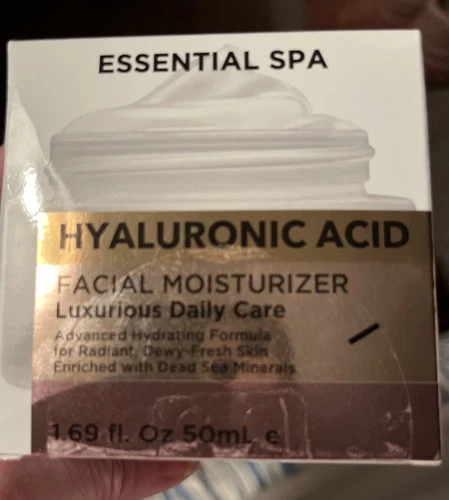 ESSENTIAL SPA
HYALURONIC ACID
FACIAL MOISTURIZER
Luxurious Daily Care
Advanced Hydrating Formula
for Radiant, Dewy-Fresh Skin
Enriched with Dead Sea Minerals
1.69 fl. Oz 50mL e